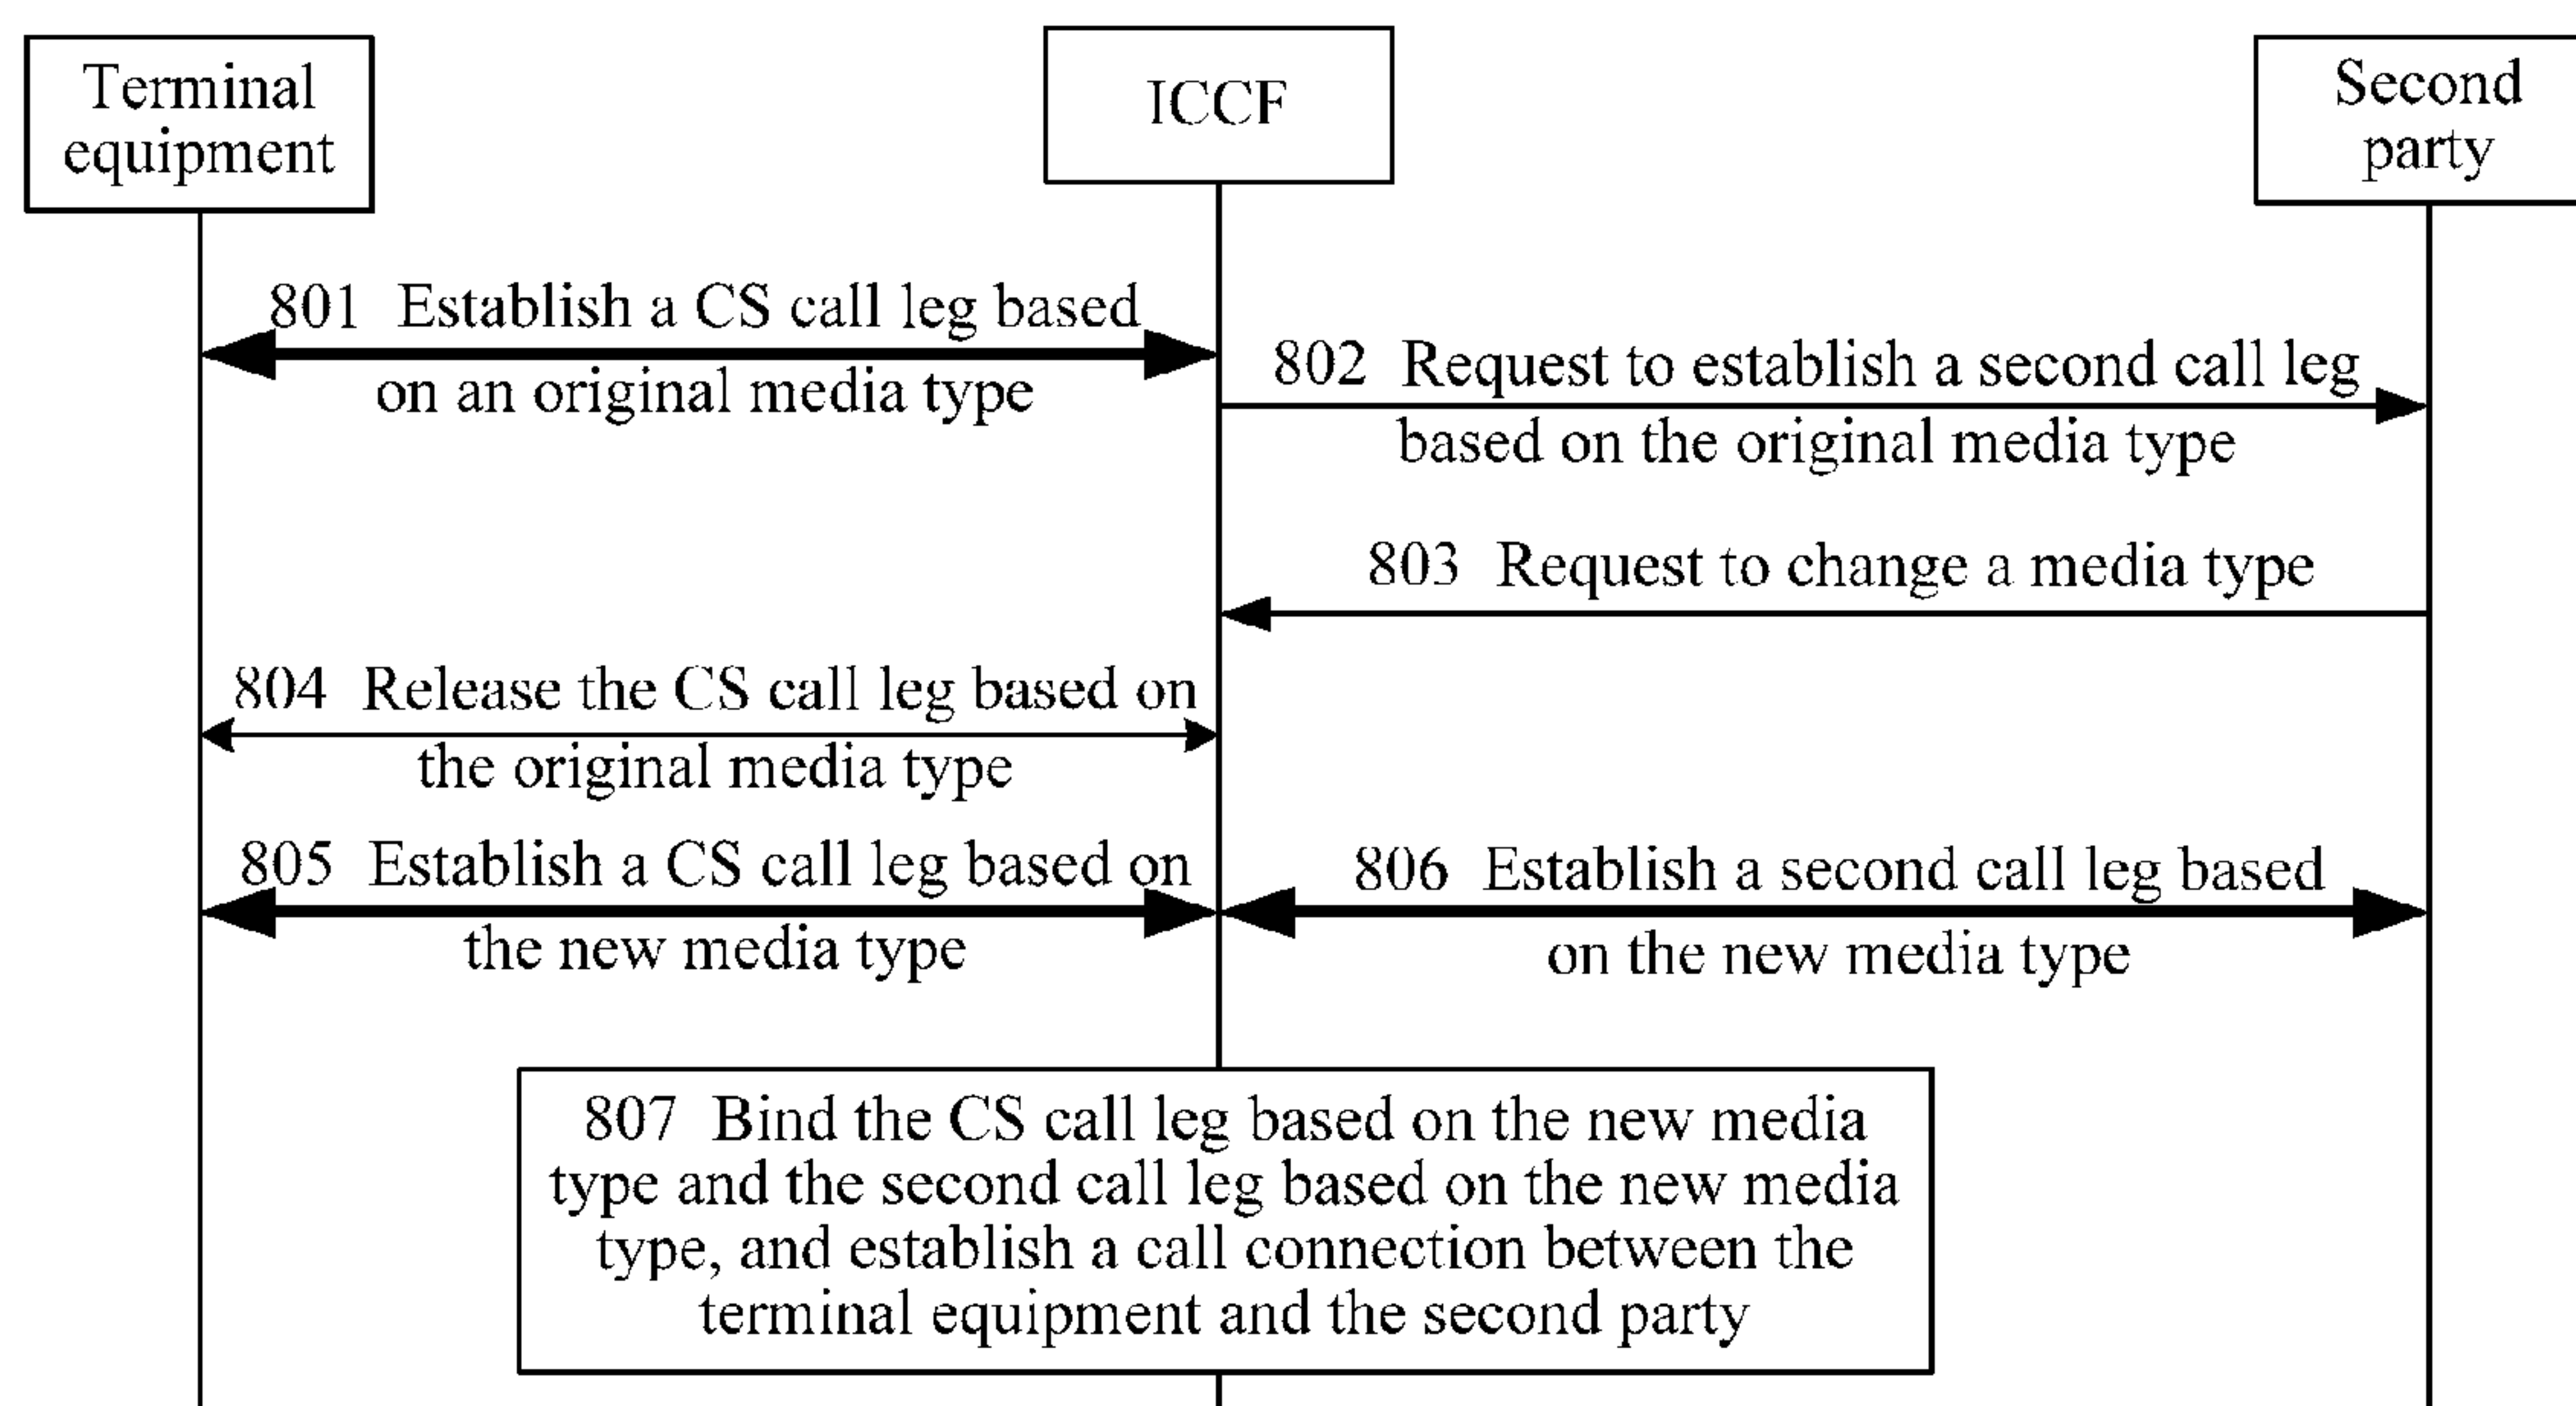 Terminal
equipment
ICCF
Second
party
801 Establish a CS call leg based
on an original media type
802 Request to establish a second call leg
based on the original media type
803 Request to change a media type
804 Release the CS call leg based on
the original media type
805 Establish a CS call leg based on
the new media type
806 Establish a second call leg based
on the new media type
807 Bind the CS call leg based on the new media
type and the second call leg based on the new media
type, and establish a call connection between the
terminal equipment and the second party